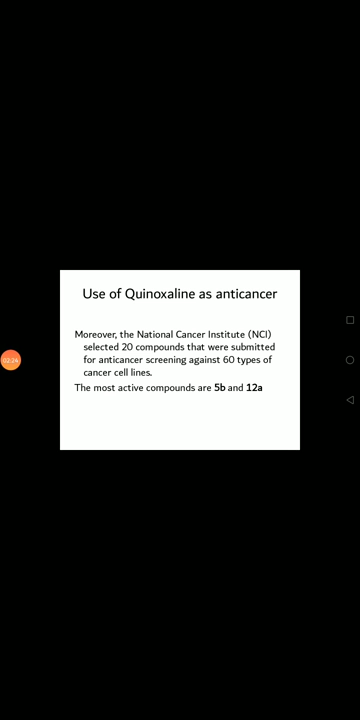 Use of Quinoxaline as anticancer
Moreover, the National Cancer Institute (NCI)
selected 20 compounds that were submitted
for anticancer screening against 60 types of
cancer cell lines.
The most active compounds are 5b and 12a
02:24